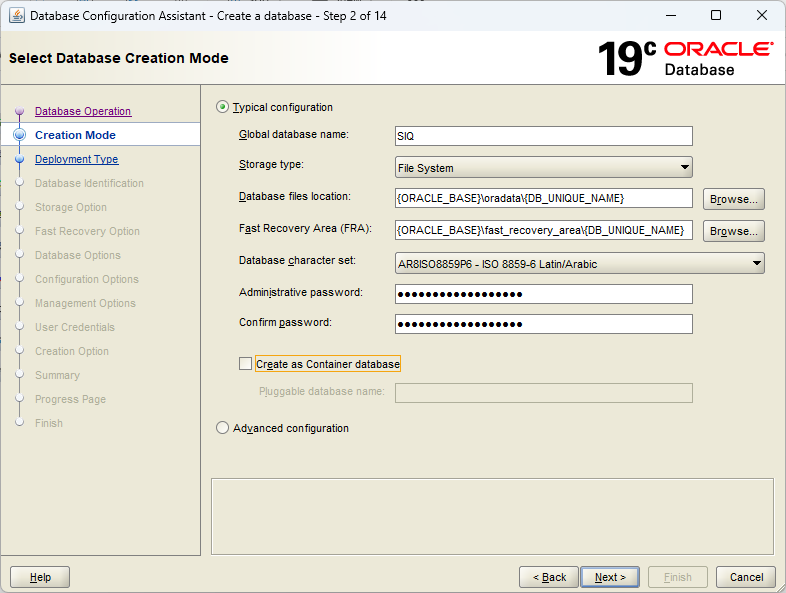 Database Configuration Assistant - Create a database - Step 2 of 14
Select Database Creation Mode
19c ORACLE
Database
Database Operation
Creation Mode
Deployment Type
Database Identification
Storage Option
Fast Recovery Option
Database Options
Configuration Options
Management Options
User Credentials
Creation Option
Summary
Progress Page
Finish
Typical configuration
Global database name: SIQ
Storage type: File System
Database files location: {ORACLE_BASE}\oradata\{DB_UNIQUE_NAME} Browse...
Fast Recovery Area (FRA): {ORACLE_BASE}\fast_recovery_area\{DB_UNIQUE_NAME} Browse...
Database character set: AR8ISO8859P6 - ISO 8859-6 Latin/Arabic
Administrative password: ●●●●●●●●●●●●●●●●●●
Confirm password: ●●●●●●●●●●●●●●●●●●
Create as Container database
Pluggable database name:
Advanced configuration
Help < Back Next > Finish Cancel